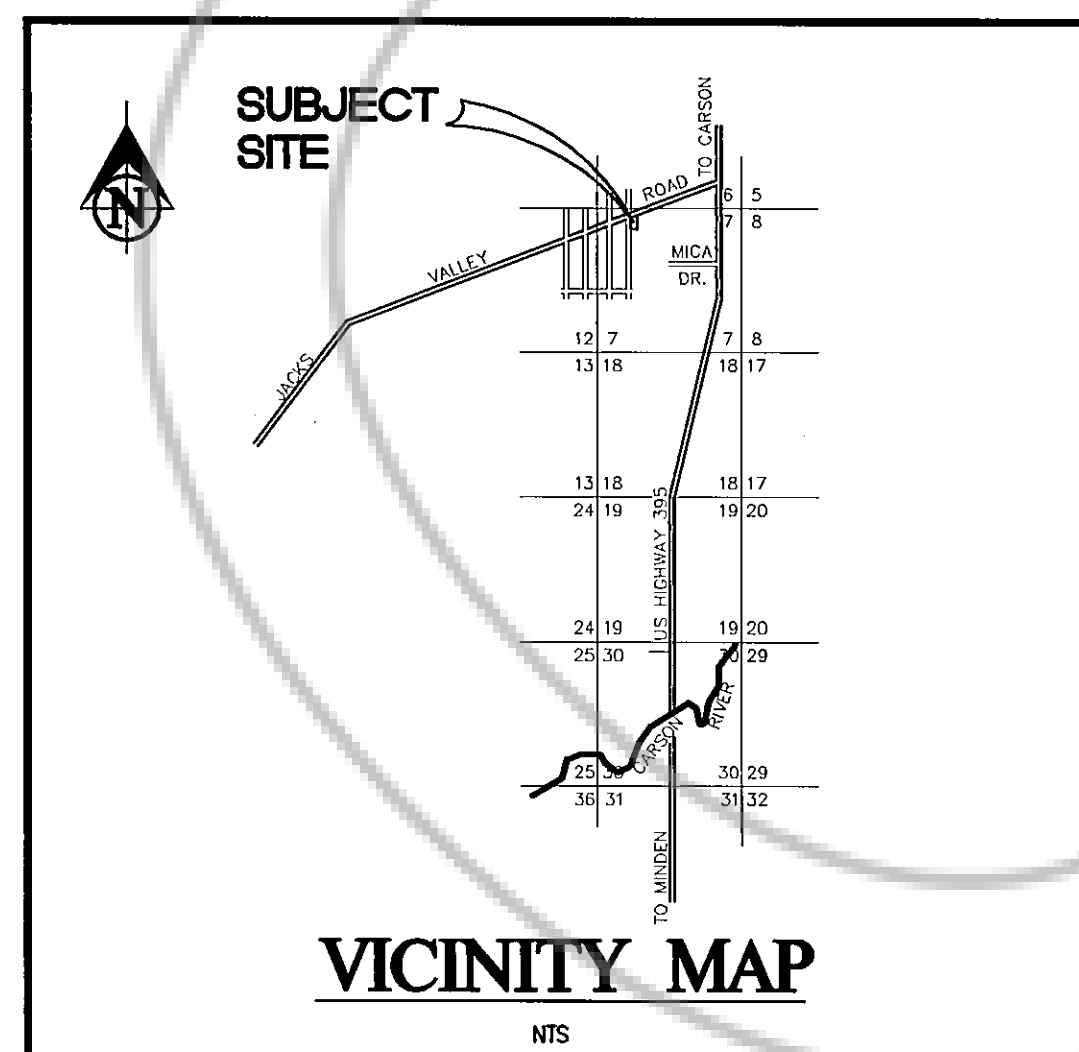 SUBJECT
SITE
N
TO CARSON
ROAD
6 5
7 8
MICA
DR.
VALLEY
JACKS
12 7
7 8
13 18
18 17
13 18
18 17
24 19
19 20
US HIGHWAY 395
24 19
19 20
25 30
30 29
RIVER
CARSON
25 30
30 29
36 31
31 32
TO MINDEN
VICINITY MAP
NTS